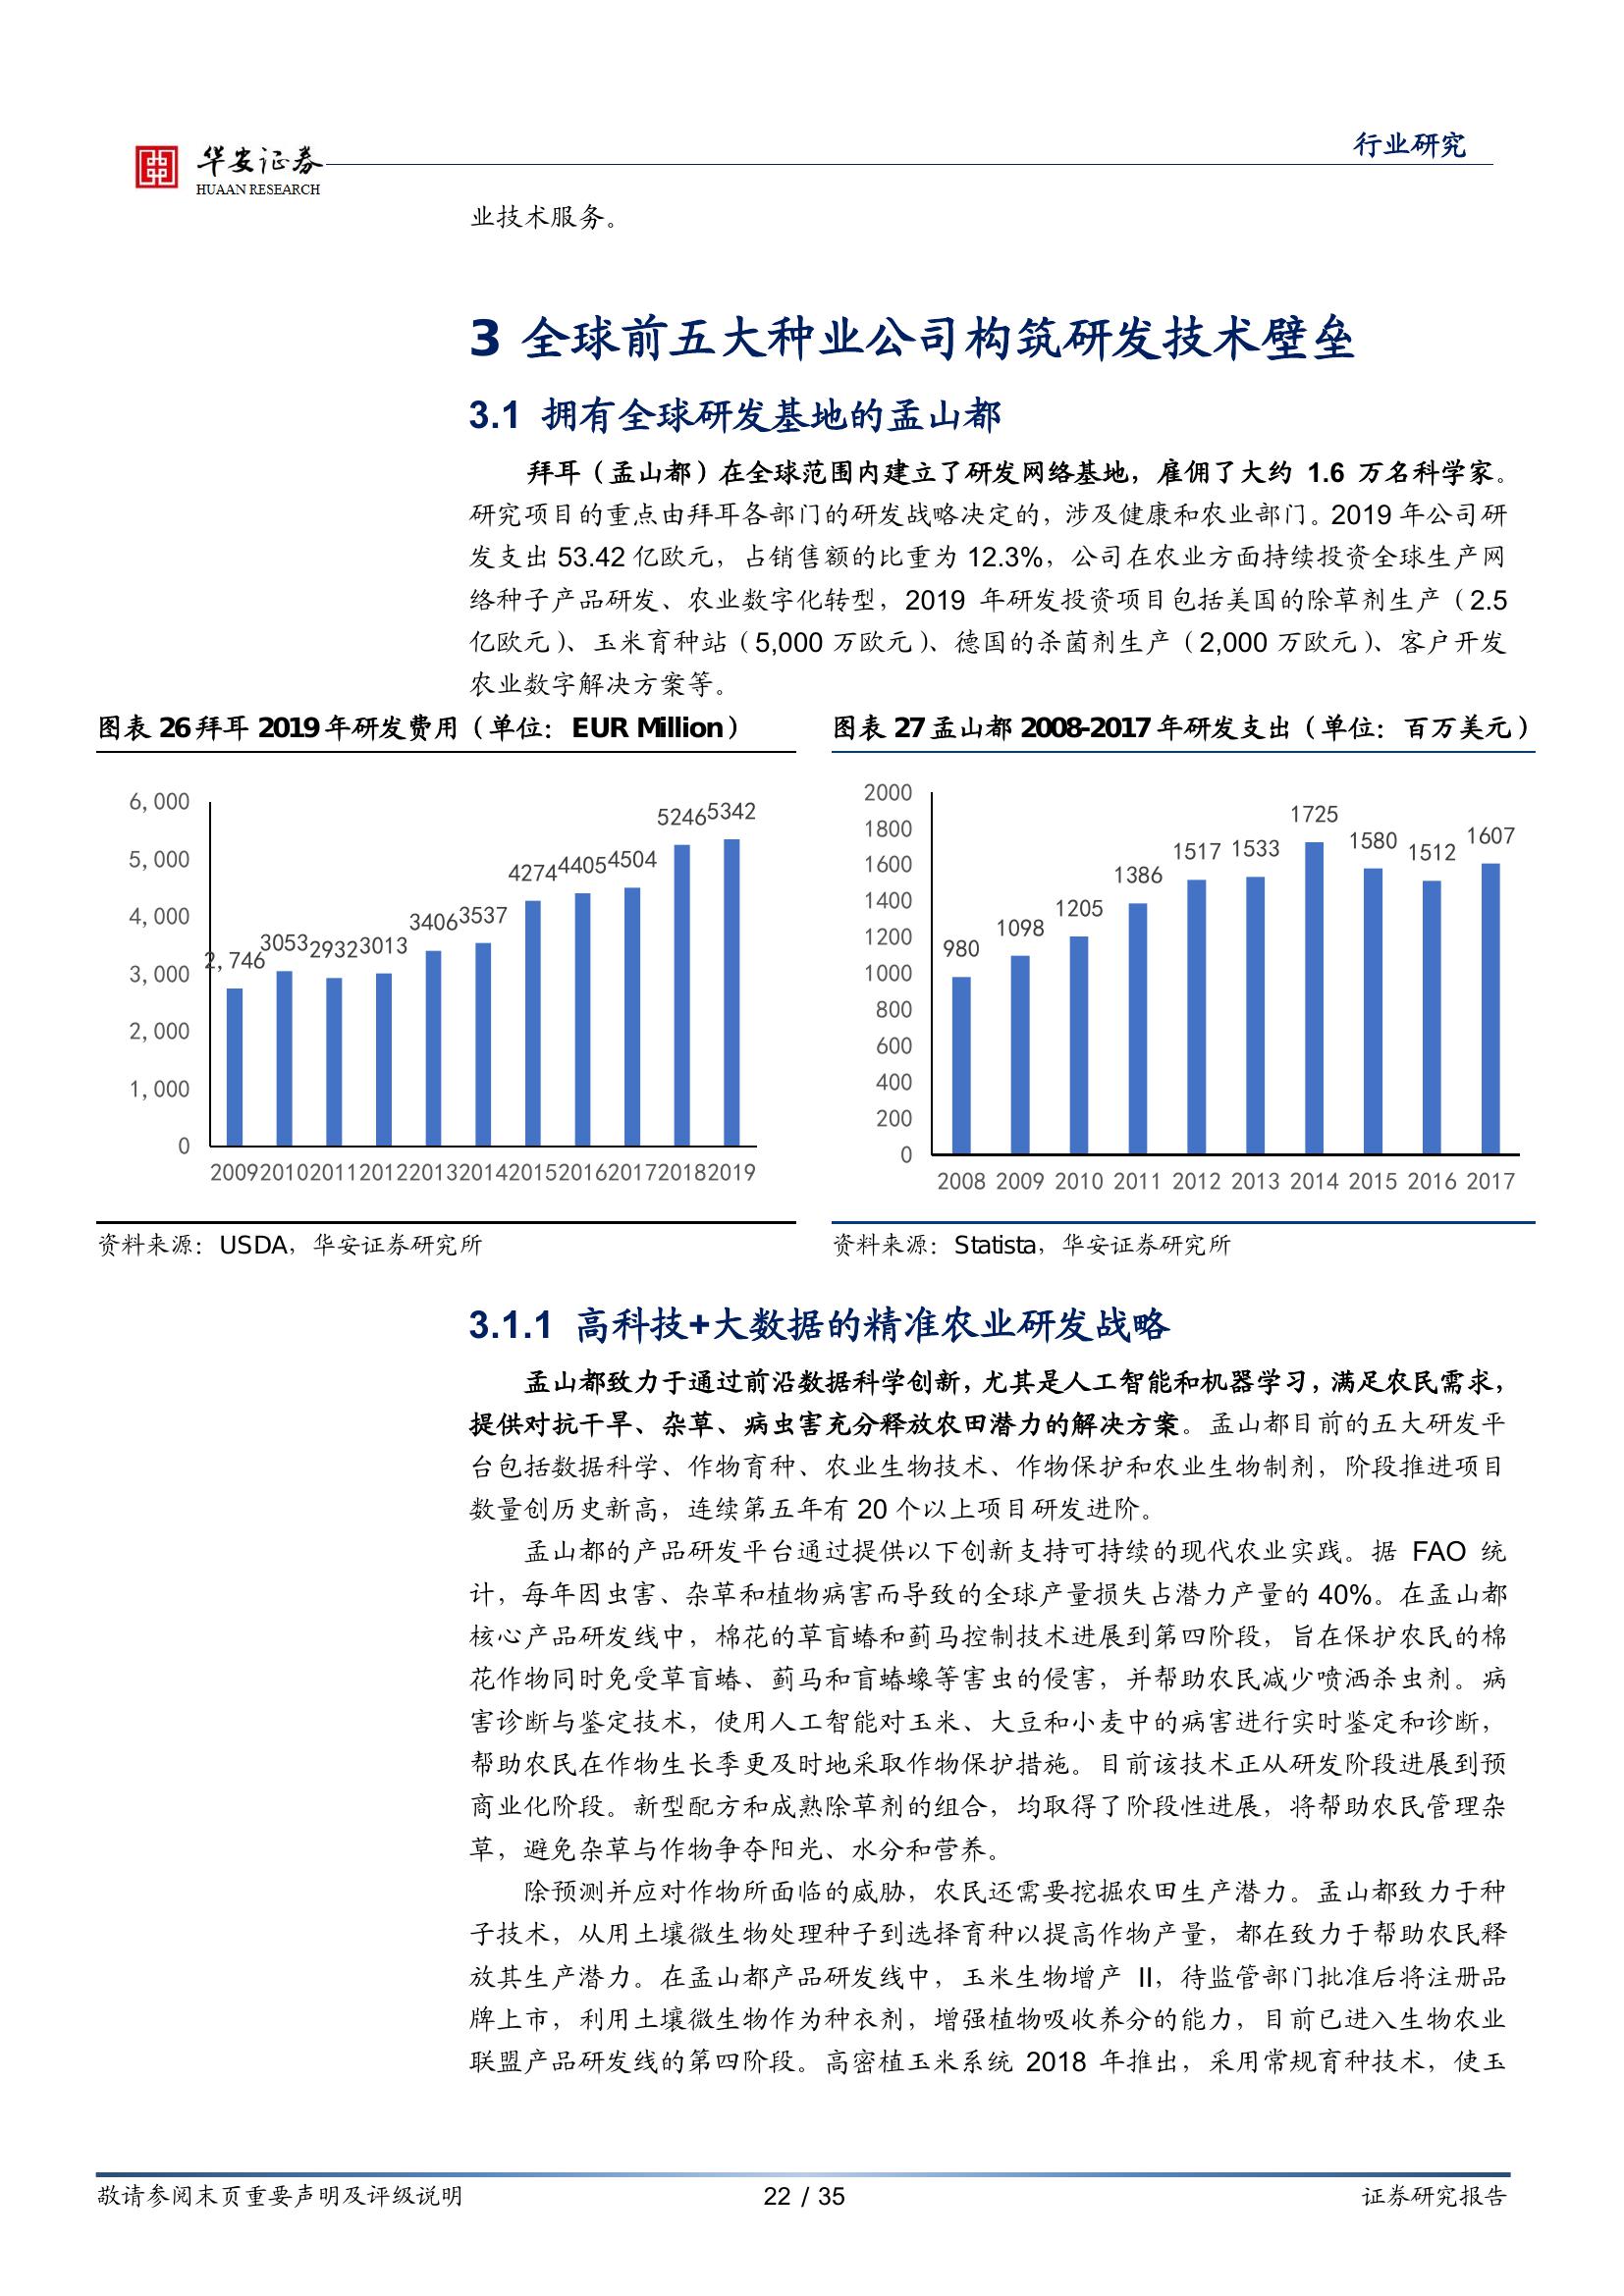 华安证券
HUAAN RESEARCH
行业研究
业技术服务。
3 全球前五大种业公司构筑研发技术壁垒
3.1 拥有全球研发基地的孟山都
拜耳（孟山都）在全球范围内建立了研发网络基地，雇佣了大约 1.6 万名科学家。
研究项目的重点由拜耳各部门的研发战略决定的，涉及健康和农业部门。2019 年公司研
发支出 53.42 亿欧元，占销售额的比重为 12.3%，公司在农业方面持续投资全球生产网
络种子产品研发、农业数字化转型，2019 年研发投资项目包括美国的除草剂生产（2.5
亿欧元）、玉米育种站（5,000 万欧元）、德国的杀菌剂生产（2,000 万欧元）、客户开发
农业数字解决方案等。
图表 26 拜耳 2019 年研发费用（单位：EUR Million）
6,000
5,000
4,000
3,000
2,000
1,000
0
2,746
3053
2932
3013
3406
3537
4274
4405
4504
5246
5342
2009 2010 2011 2012 2013 2014 2015 2016 2017 2018 2019
资料来源：USDA，华安证券研究所
图表 27 孟山都 2008-2017 年研发支出（单位：百万美元）
2000
1800
1600
1400
1200
1000
800
600
400
200
0
980
1098
1205
1386
1517
1533
1725
1580
1512
1607
2008 2009 2010 2011 2012 2013 2014 2015 2016 2017
资料来源：Statista，华安证券研究所
3.1.1 高科技+大数据的精准农业研发战略
孟山都致力于通过前沿数据科学创新，尤其是人工智能和机器学习，满足农民需求，
提供对抗干旱、杂草、病虫害充分释放农田潜力的解决方案。孟山都目前的五大研发平
台包括数据科学、作物育种、农业生物技术、作物保护和农业生物制剂，阶段推进项目
数量创历史新高，连续第五年有 20 个以上项目研发进阶。
孟山都的产品研发平台通过提供以下创新支持可持续的现代农业实践。据 FAO 统
计，每年因虫害、杂草和植物病害而导致的全球产量损失占潜力产量的 40%。在孟山都
核心产品研发线中，棉花的草盲蝽和蓟马控制技术进展到第四阶段，旨在保护农民的棉
花作物同时免受草盲蝽、蓟马和盲蝽蟓等害虫的侵害，并帮助农民减少喷洒杀虫剂。病
害诊断与鉴定技术，使用人工智能对玉米、大豆和小麦中的病害进行实时鉴定和诊断，
帮助农民在作物生长季更及时地采取作物保护措施。目前该技术正从研发阶段进展到预
商业化阶段。新型配方和成熟除草剂的组合，均取得了阶段性进展，将帮助农民管理杂
草，避免杂草与作物争夺阳光、水分和营养。
除预测并应对作物所面临的威胁，农民还需要挖掘农田生产潜力。孟山都致力于种
子技术，从用土壤微生物处理种子到选择育种以提高作物产量，都在致力于帮助农民释
放其生产潜力。在孟山都产品研发线中，玉米生物增产 II，待监管部门批准后将注册品
牌上市，利用土壤微生物作为种衣剂，增强植物吸收养分的能力，目前已进入生物农业
联盟产品研发线的第四阶段。高密植玉米系统 2018 年推出，采用常规育种技术，使玉
敬请参阅末页重要声明及评级说明
22 / 35
证券研究报告